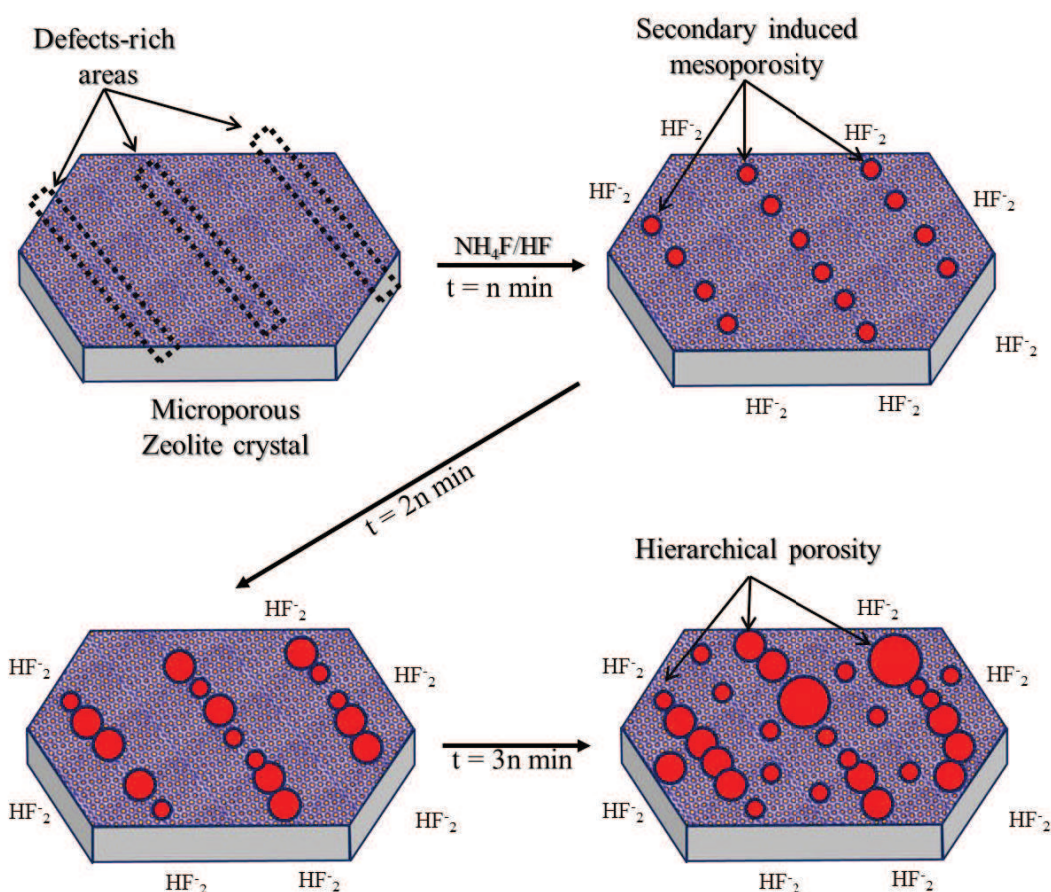 Defects-rich
areas
Secondary induced
mesoporosity
HF⁻₂
HF⁻₂
HF⁻₂
HF⁻₂
NH₄F/HF
t = n min
HF⁻₂
HF⁻₂
HF⁻₂
Microporous
Zeolite crystal
t = 2n min
Hierarchical porosity
HF⁻₂
HF⁻₂
HF⁻₂
HF⁻₂
HF⁻₂
HF⁻₂
t = 3n min
HF⁻₂
HF⁻₂
HF⁻₂
HF⁻₂
HF⁻₂
HF⁻₂
HF⁻₂
HF⁻₂